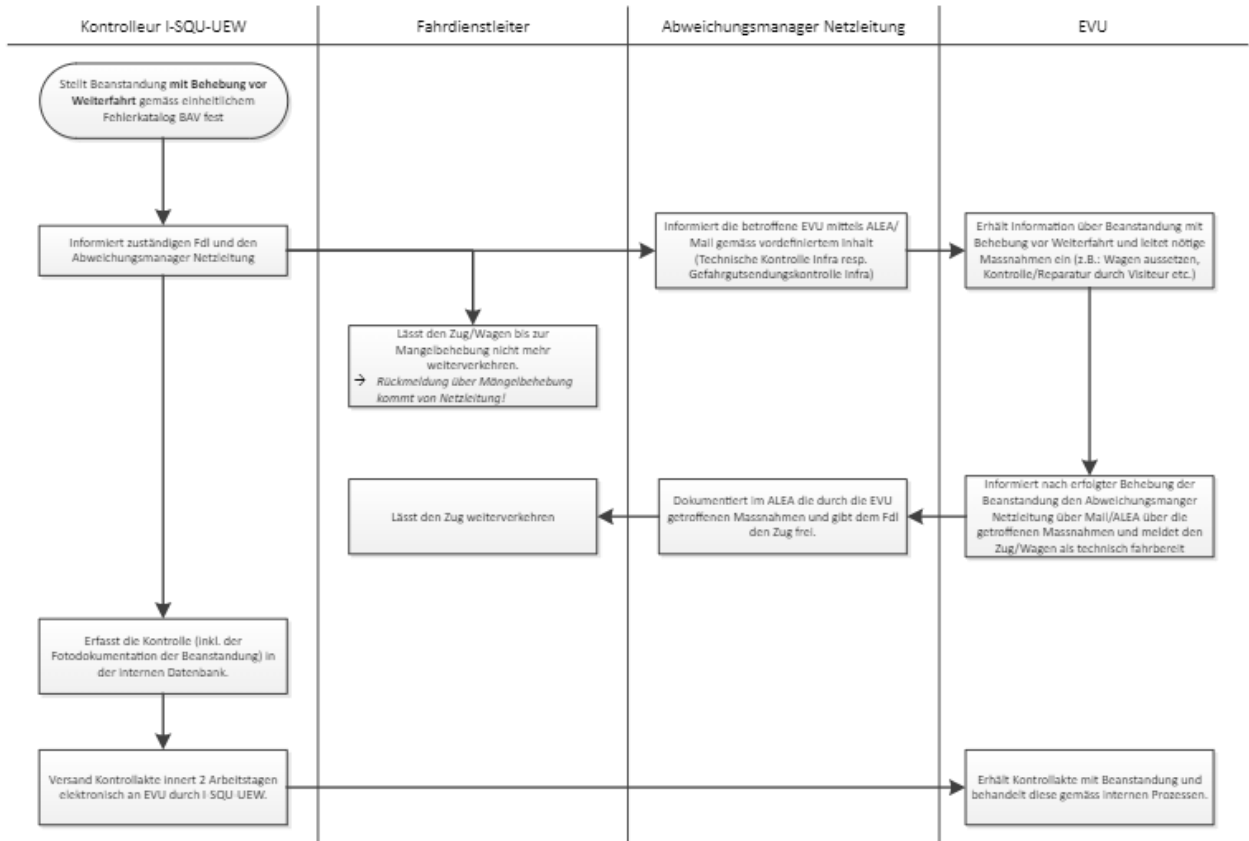 Kontrolleur I-SQU-UEW
Fahrdienstleiter
Abweichungsmanager Netzleitung
EVU
Stellt Beanstandung mit Behebung vor
Weiterfahrt gemäss einheitlichem
Fehlerkatalog BAV fest
Informiert zuständigen Fdl und den
Abweichungsmanager Netzleitung
Informiert die betroffene EVU mittels ALEA/
Mail gemäss vordefiniertem Inhalt
(Technische Kontrolle Infra resp.
Gefahrgutsendungskontrolle Infra)
Erhält Information über Beanstandung mit
Behebung vor Weiterfahrt und leitet nötige
Massnahmen ein (z.B.: Wagen aussetzen,
Kontrolle/Reparatur durch Visiteur etc.)
Lässt den Zug/Wagen bis zur
Mangelbehebung nicht mehr
weiterverkehren.
→ Rückmeldung über Mängelbehebung
kommt von Netzleitung!
Lässt den Zug weiterverkehren
Dokumentiert im ALEA die durch die EVU
getroffenen Massnahmen und gibt dem Fdl
den Zug frei.
Informiert nach erfolgter Behebung der
Beanstandung den Abweichungsmanger
Netzleitung über Mail/ALEA über die
getroffenen Massnahmen und meldet den
Zug/Wagen als technisch fahrbereit
Erfasst die Kontrolle (inkl. der
Fotodokumentation der Beanstandung) in
der internen Datenbank.
Versand Kontrollakte innert 2 Arbeitstagen
elektronisch an EVU durch I-SQU-UEW.
Erhält Kontrollakte mit Beanstandung und
behandelt diese gemäss internen Prozessen.